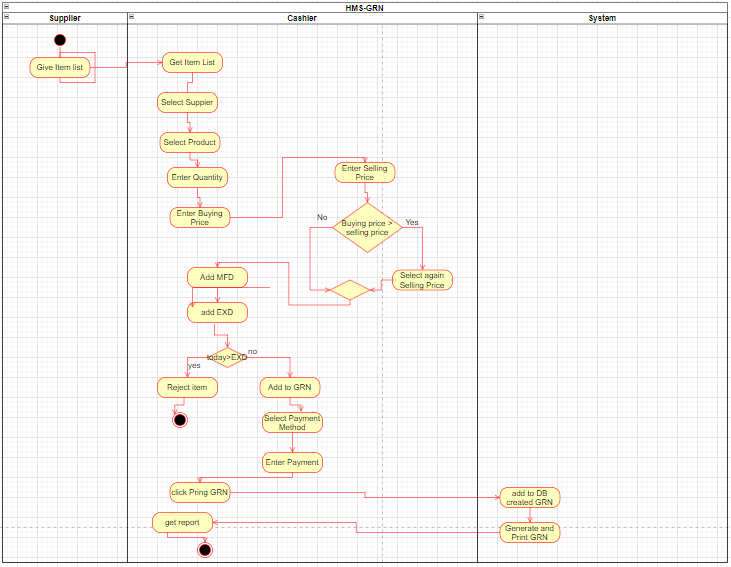 HMS-GRN
Supplier
Cashier
System
Give Item list
Get Item List
Select Suppier
Select Product
Enter Quantity
Enter Buying
Price
Enter Selling
Price
No
Buying price >
selling price
Yes
Select again
Selling Price
Add MFD
add EXD
today>EXD
no
yes
Reject item
Add to GRN
Select Payment
Method
Enter Payment
click Pring GRN
add to DB
created GRN
get report
Generate and
Print GRN